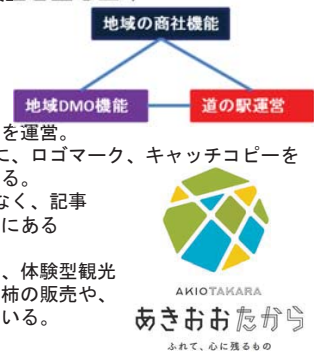 地域の商社機能
地域DMO機能
道の駅運営
を運営。
に、ロゴマーク、キャッチコピーを
る。
なく、記事
にある
、体験型観光
柿の販売や、
いる。
AKIOTAKARA
あきおおたから
ふれて、心に残るもの